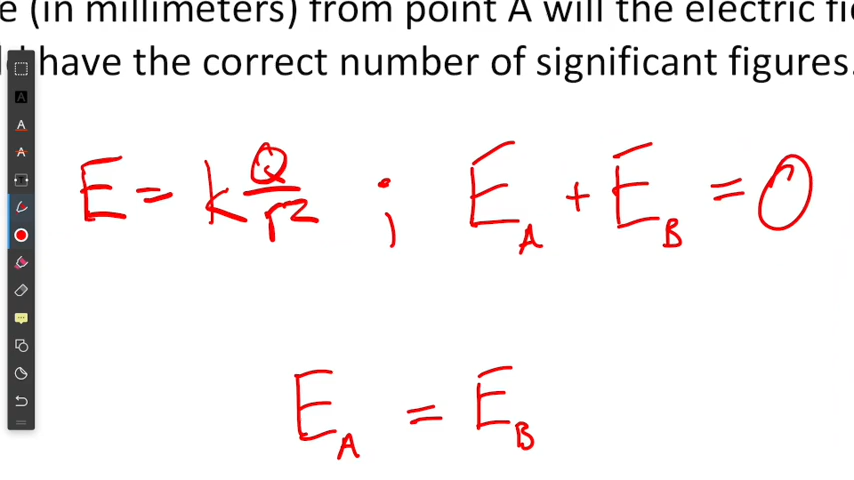 e (in millimeters) from point A will the electric fie
d have the correct number of significant figures.
E = k Q/r² ; E_A + E_B = 0
E_A = E_B